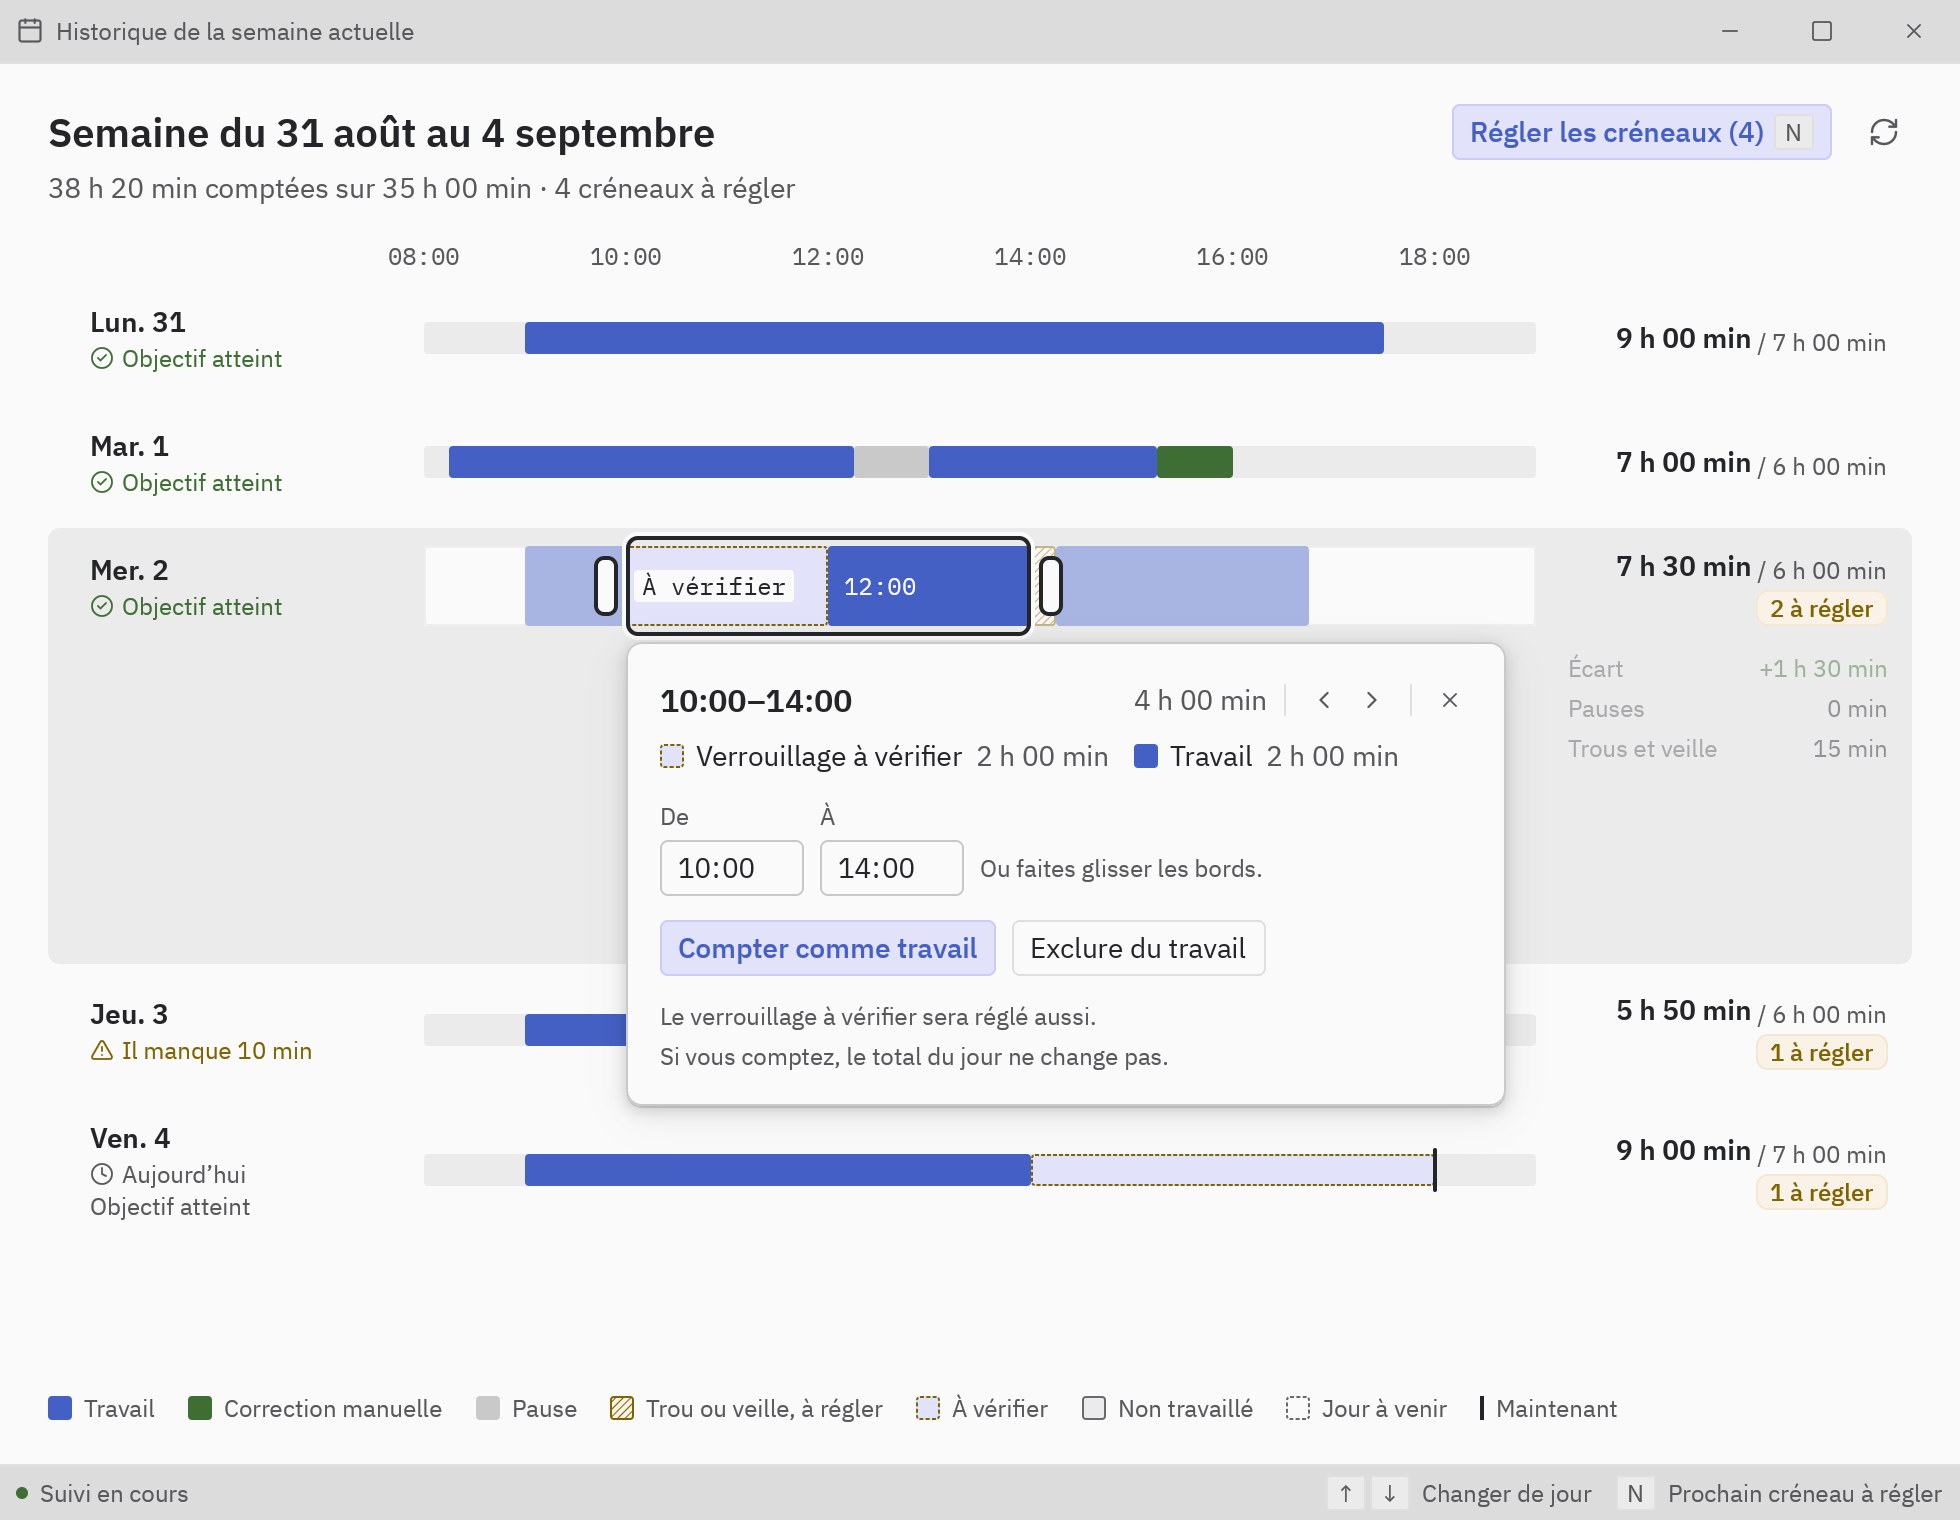 Historique de la semaine actuelle
Semaine du 31 août au 4 septembre
Régler les créneaux (4) N
38 h 20 min comptées sur 35 h 00 min · 4 créneaux à régler
08:00 10:00 12:00 14:00 16:00 18:00
Lun. 31
Objectif atteint
9 h 00 min / 7 h 00 min
Mar. 1
Objectif atteint
7 h 00 min / 6 h 00 min
Mer. 2
Objectif atteint
À vérifier 12:00
7 h 30 min / 6 h 00 min
2 à régler
Écart +1 h 30 min
Pauses 0 min
Trous et veille 15 min
10:00–14:00 4 h 00 min
Verrouillage à vérifier 2 h 00 min Travail 2 h 00 min
De À
10:00 14:00 Ou faites glisser les bords.
Compter comme travail Exclure du travail
Le verrouillage à vérifier sera réglé aussi.
Si vous comptez, le total du jour ne change pas.
Jeu. 3
Il manque 10 min
5 h 50 min / 6 h 00 min
1 à régler
Ven. 4
Aujourd’hui
Objectif atteint
9 h 00 min / 7 h 00 min
1 à régler
Travail Correction manuelle Pause Trou ou veille, à régler À vérifier Non travaillé Jour à venir Maintenant
Suivi en cours
↑ ↓ Changer de jour N Prochain créneau à régler